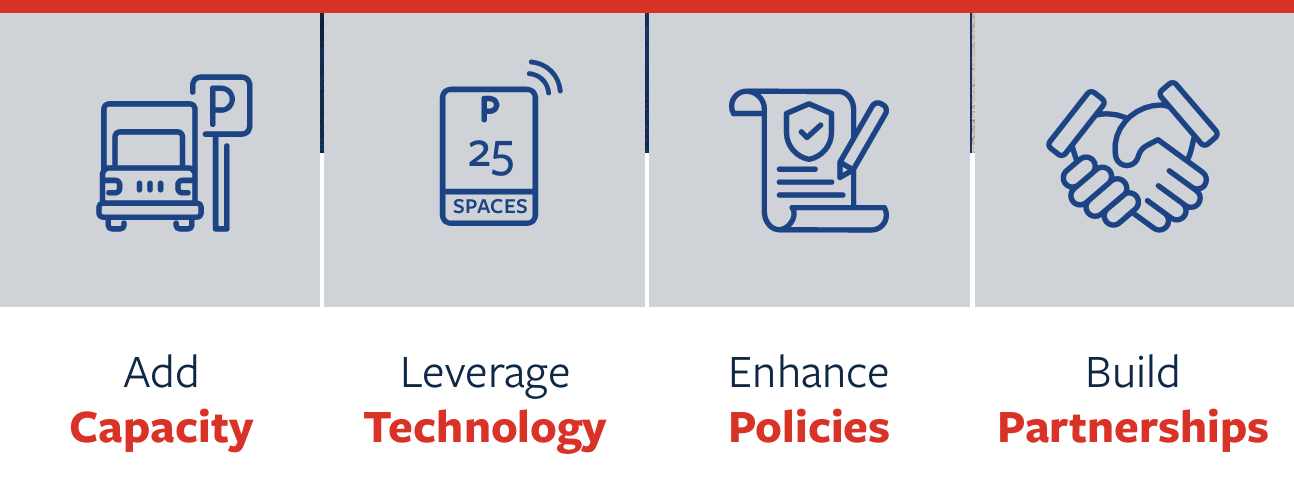 P
P
25
SPACES
Add
Capacity
Leverage
Technology
Enhance
Policies
Build
Partnerships